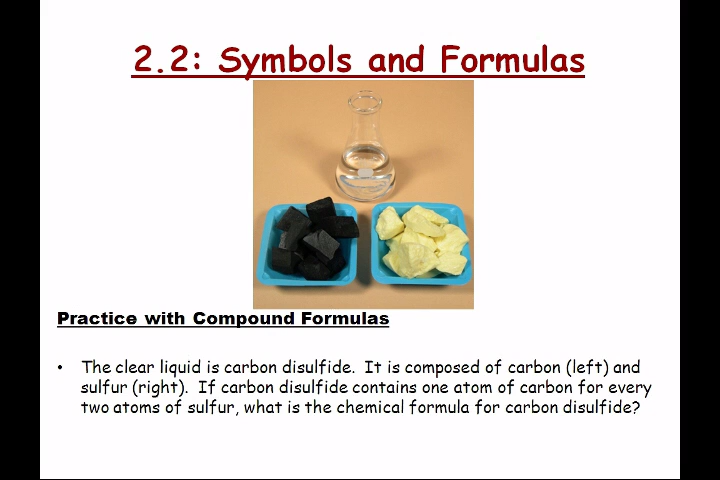 2.2: Symbols and Formulas
Practice with Compound Formulas
• The clear liquid is carbon disulfide. It is composed of carbon (left) and
sulfur (right). If carbon disulfide contains one atom of carbon for every
two atoms of sulfur, what is the chemical formula for carbon disulfide?